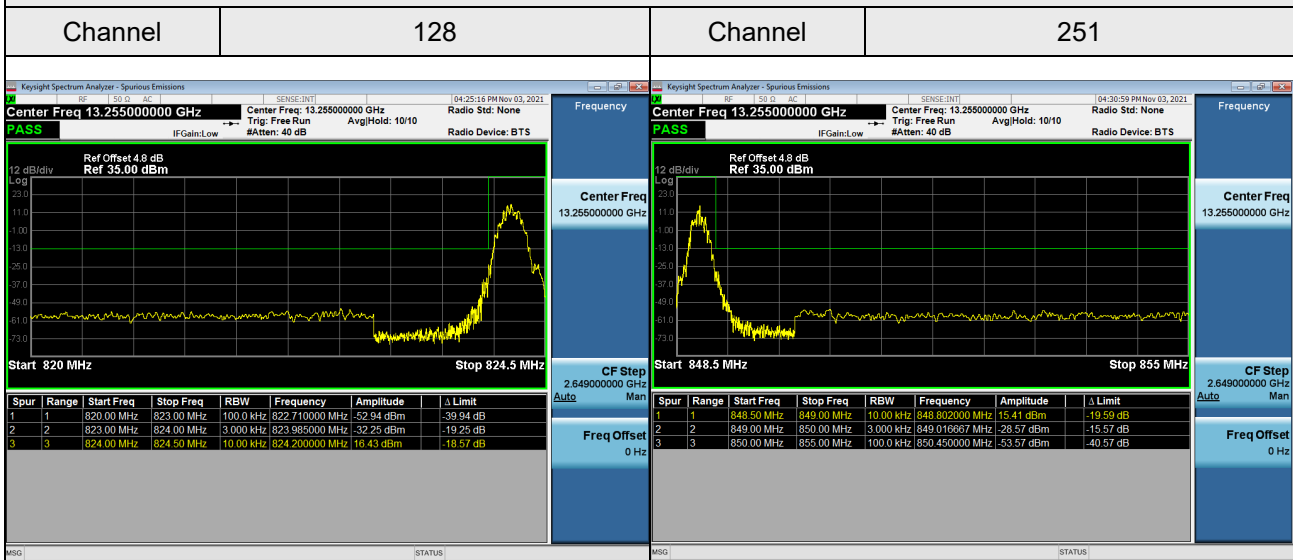 Channel 128 Channel 251
Keysight Spectrum Analyzer - Spurious Emissions
RF 50 Ω AC SENSE:INT 04:25:16 PM Nov 03, 2021
Center Freq 13.255000000 GHz Center Freq: 13.255000000 GHz Radio Std: None
Trig: Free Run Avg|Hold: 10/10
PASS IFGain:Low #Atten: 40 dB Radio Device: BTS
Frequency
Ref Offset 4.8 dB
12 dB/div Ref 35.00 dBm
Log
23.0
11.0
-1.00
-13.0
-25.0
-37.0
-49.0
-61.0
-73.0
Start 820 MHz Stop 824.5 MHz
Center Freq
13.255000000 GHz
CF Step
2.649000000 GHz
Auto Man
Freq Offset
0 Hz
Spur Range Start Freq Stop Freq RBW Frequency Amplitude Δ Limit
1 1 820.00 MHz 823.00 MHz 100.0 kHz 822.710000 MHz -52.94 dBm -39.94 dB
2 2 823.00 MHz 824.00 MHz 3.000 kHz 823.985000 MHz -32.25 dBm -19.25 dB
3 3 824.00 MHz 824.50 MHz 10.00 kHz 824.200000 MHz 16.43 dBm -18.57 dB
MSG STATUS
Keysight Spectrum Analyzer - Spurious Emissions
RF 50 Ω AC SENSE:INT 04:30:59 PM Nov 03, 2021
Center Freq 13.255000000 GHz Center Freq: 13.255000000 GHz Radio Std: None
Trig: Free Run Avg|Hold: 10/10
PASS IFGain:Low #Atten: 40 dB Radio Device: BTS
Frequency
Ref Offset 4.8 dB
12 dB/div Ref 35.00 dBm
Log
23.0
11.0
-1.00
-13.0
-25.0
-37.0
-49.0
-61.0
-73.0
Start 848.5 MHz Stop 855 MHz
Center Freq
13.255000000 GHz
CF Step
2.649000000 GHz
Auto Man
Freq Offset
0 Hz
Spur Range Start Freq Stop Freq RBW Frequency Amplitude Δ Limit
1 1 848.50 MHz 849.00 MHz 10.00 kHz 848.802000 MHz 15.41 dBm -19.59 dB
2 2 849.00 MHz 850.00 MHz 3.000 kHz 849.016667 MHz -28.57 dBm -15.57 dB
3 3 850.00 MHz 855.00 MHz 100.0 kHz 850.450000 MHz -53.57 dBm -40.57 dB
MSG STATUS